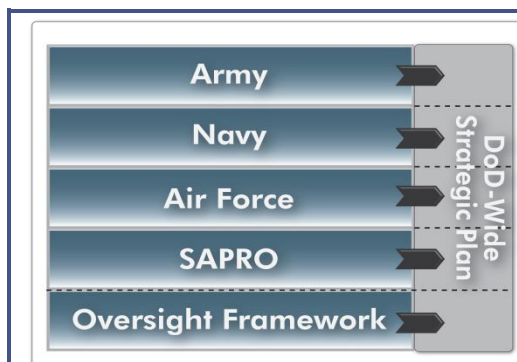 Army
Navy
Air Force
SAPRO
Oversight Framework
DoD-Wide
Strategic Plan